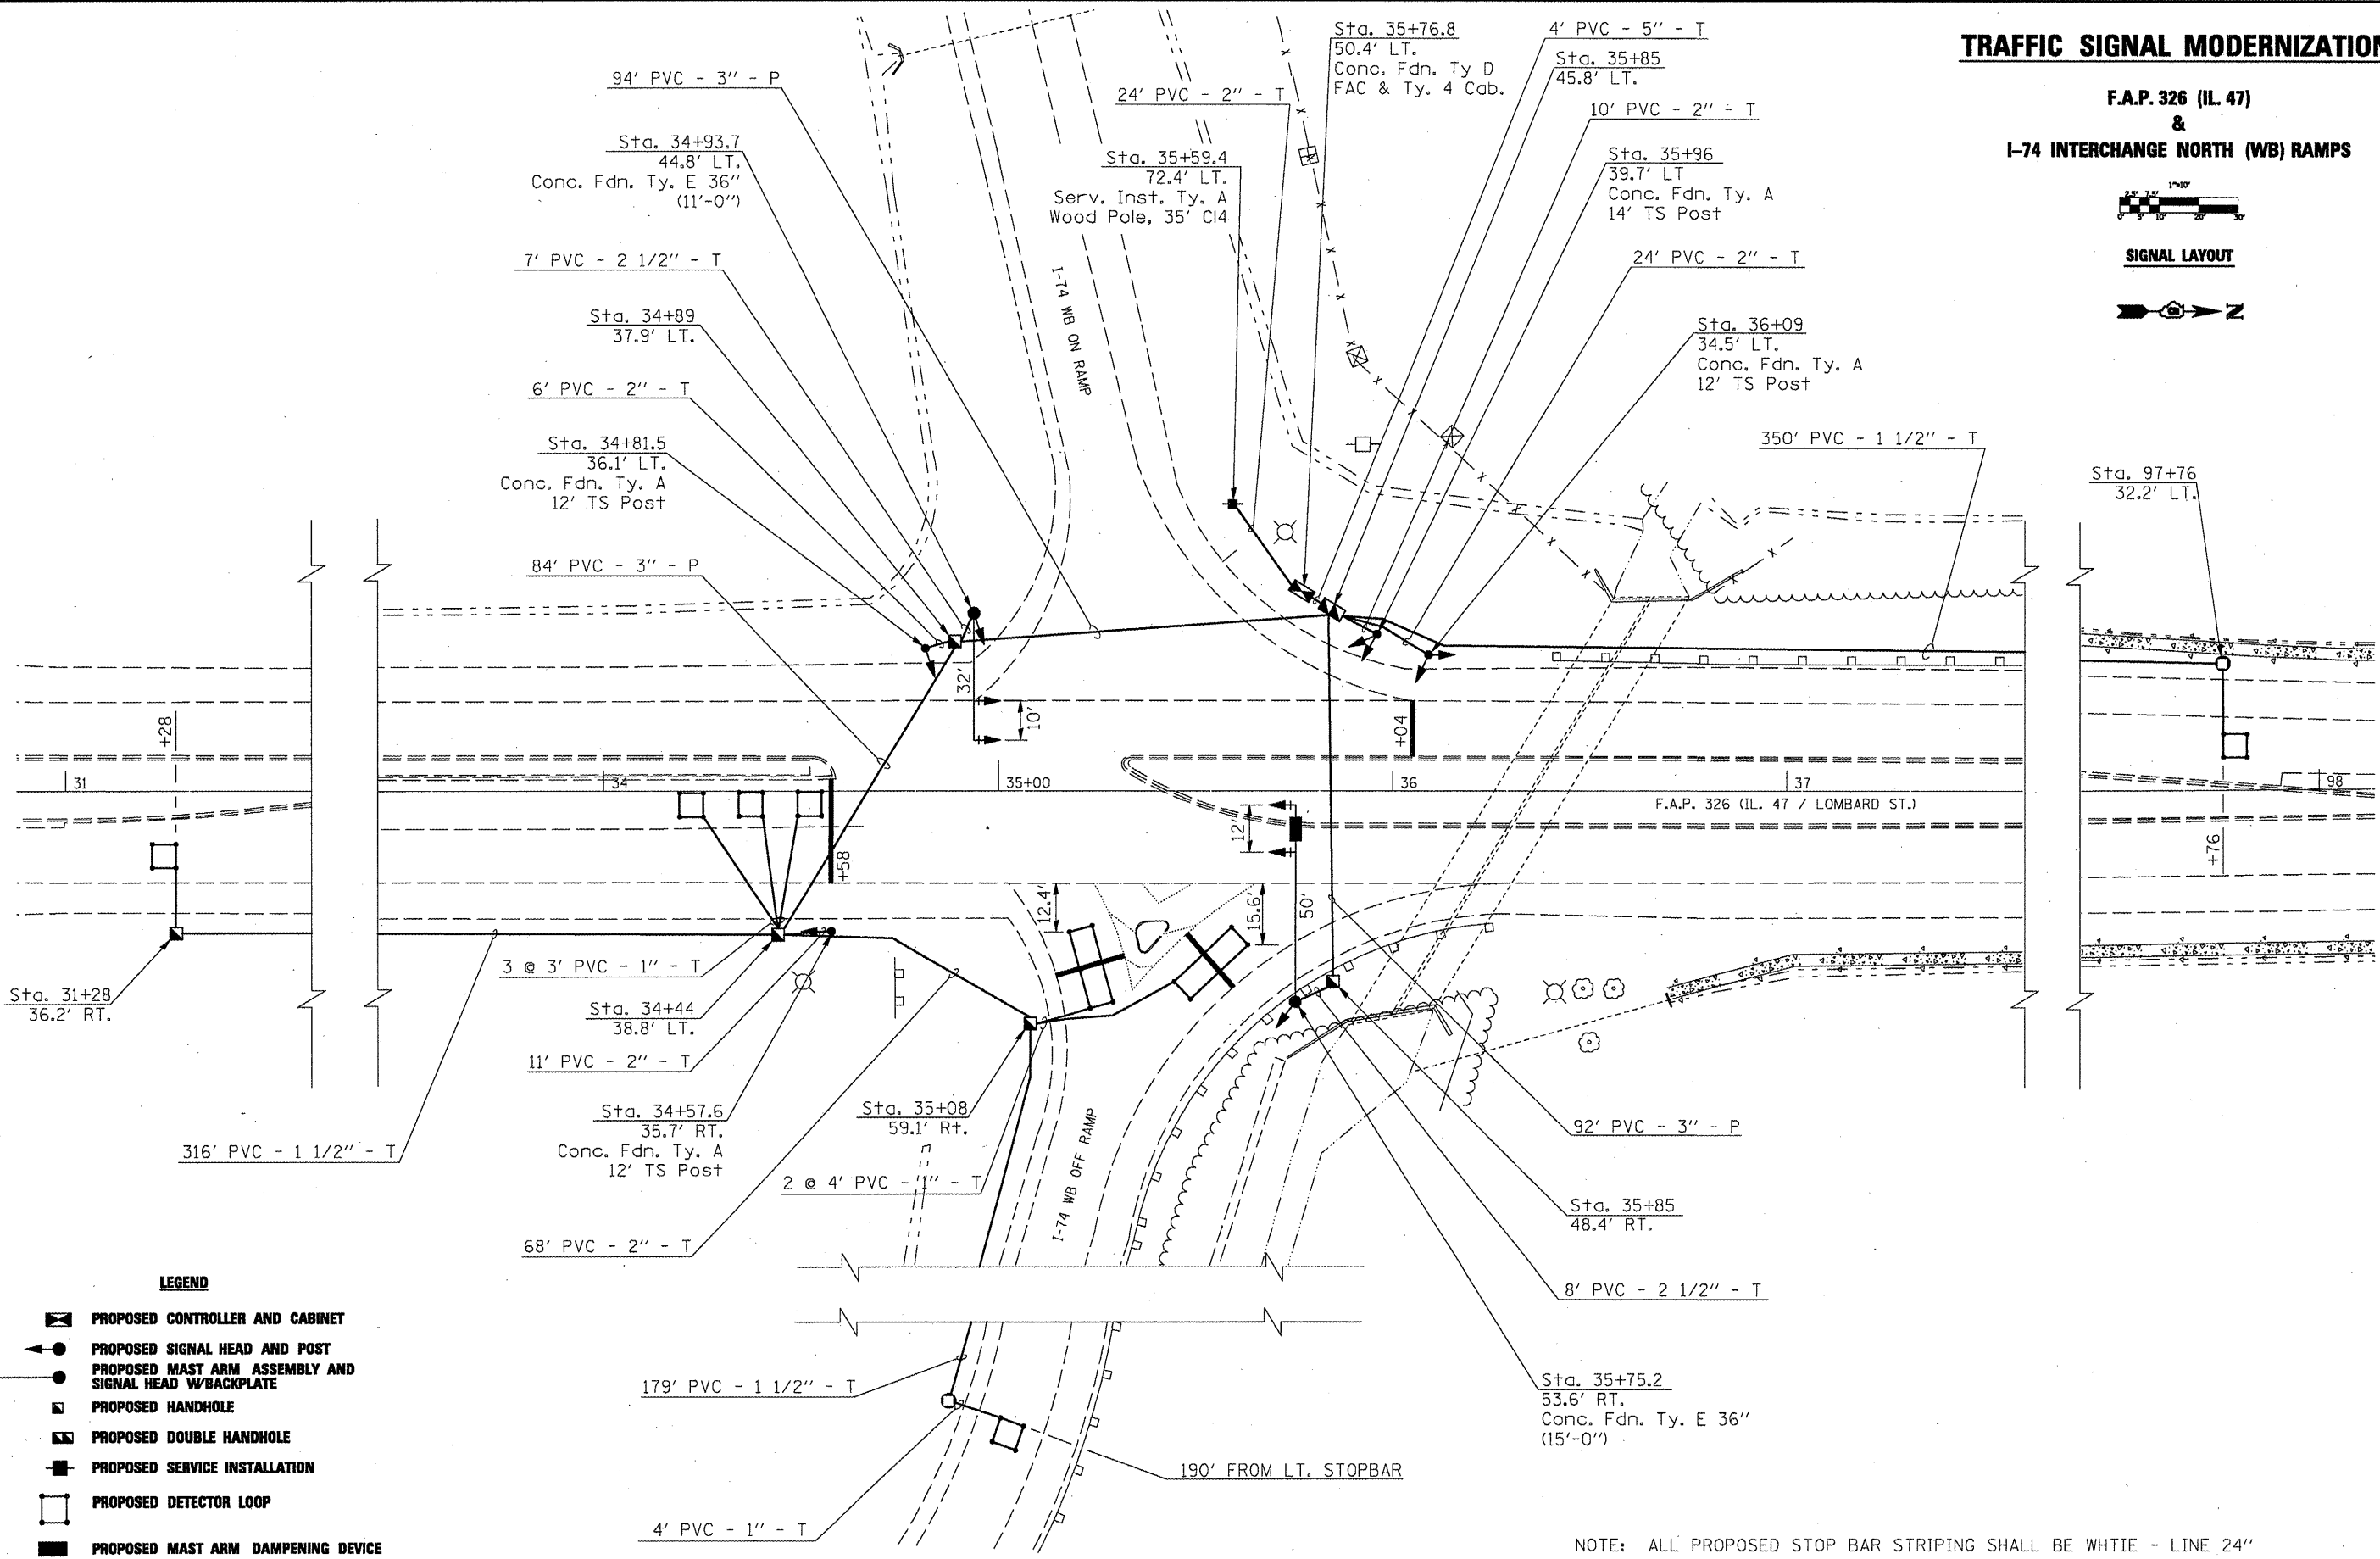 TRAFFIC SIGNAL MODERNIZATION
F.A.P. 326 (IL. 47)
&
I-74 INTERCHANGE NORTH (WB) RAMPS
1"=10'
2.5' 7.5'
0' 5' 10' 20' 30'
SIGNAL LAYOUT
N
94' PVC - 3" - P
Sta. 34+93.7
44.8' LT.
Conc. Fdn. Ty. E 36"
(11'-0")
7' PVC - 2 1/2" - T
Sta. 34+89
37.9' LT.
6' PVC - 2" - T
Sta. 34+81.5
36.1' LT.
Conc. Fdn. Ty. A
12' TS Post
84' PVC - 3" - P
24' PVC - 2" - T
Sta. 35+59.4
72.4' LT.
Serv. Inst. Ty. A
Wood Pole, 35' Cl4
Sta. 35+76.8
50.4' LT.
Conc. Fdn. Ty D
FAC & Ty. 4 Cab.
4' PVC - 5" - T
Sta. 35+85
45.8' LT.
10' PVC - 2" - T
Sta. 35+96
39.7' LT
Conc. Fdn. Ty. A
14' TS Post
24' PVC - 2" - T
Sta. 36+09
34.5' LT.
Conc. Fdn. Ty. A
12' TS Post
350' PVC - 1 1/2" - T
Sta. 97+76
32.2' LT.
I-74 WB ON RAMP
32'
10'
+28
+04
31
34
35+00
36
37
98
F.A.P. 326 (IL. 47 / LOMBARD ST.)
12'
+58
+76
12.4'
15.6'
50'
Sta. 31+28
36.2' RT.
3 @ 3' PVC - 1" - T
Sta. 34+44
38.8' LT.
11' PVC - 2" - T
Sta. 34+57.6
35.7' RT.
Conc. Fdn. Ty. A
12' TS Post
316' PVC - 1 1/2" - T
Sta. 35+08
59.1' Rt.
2 @ 4' PVC - 1" - T
68' PVC - 2" - T
I-74 WB OFF RAMP
92' PVC - 3" - P
Sta. 35+85
48.4' RT.
8' PVC - 2 1/2" - T
Sta. 35+75.2
53.6' RT.
Conc. Fdn. Ty. E 36"
(15'-0")
179' PVC - 1 1/2" - T
190' FROM LT. STOPBAR
4' PVC - 1" - T
LEGEND
PROPOSED CONTROLLER AND CABINET
PROPOSED SIGNAL HEAD AND POST
PROPOSED MAST ARM ASSEMBLY AND
SIGNAL HEAD W/BACKPLATE
PROPOSED HANDHOLE
PROPOSED DOUBLE HANDHOLE
PROPOSED SERVICE INSTALLATION
PROPOSED DETECTOR LOOP
PROPOSED MAST ARM DAMPENING DEVICE
NOTE: ALL PROPOSED STOP BAR STRIPING SHALL BE WHTIE - LINE 24"